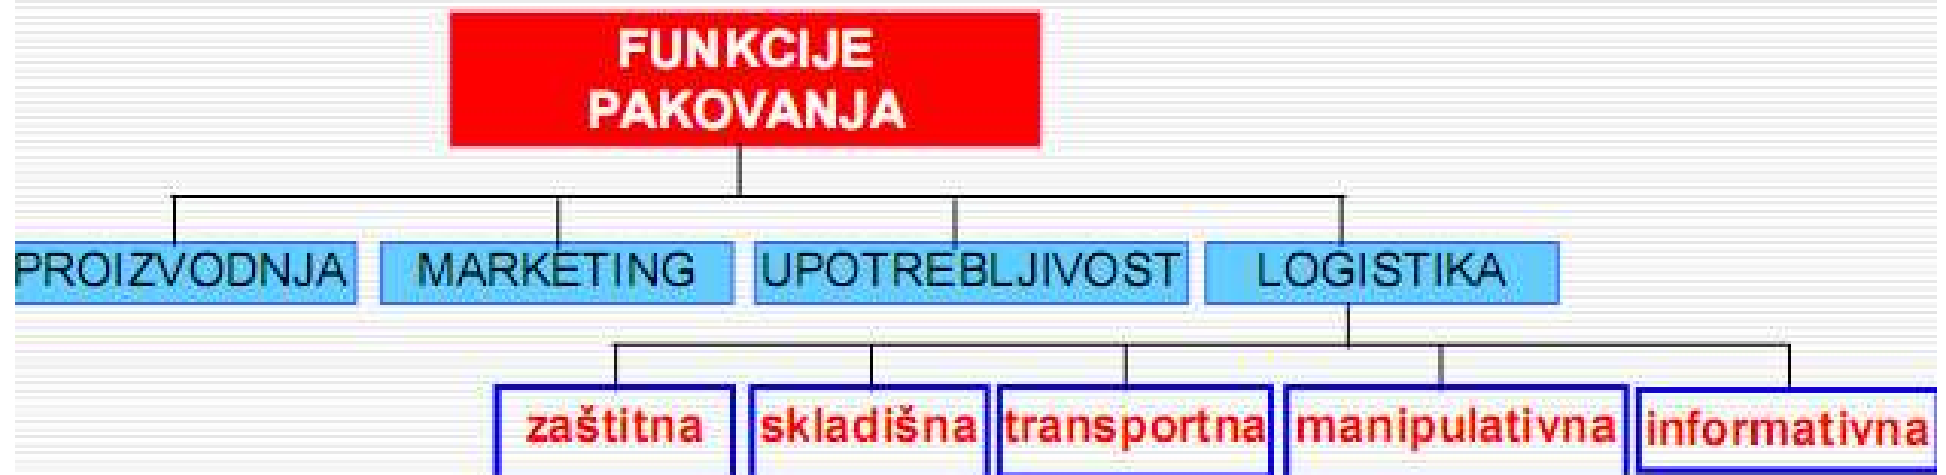 FUNKCIJE
PAKOVANJA
PROIZVODNJA MARKETING UPOTREBLJIVOST LOGISTIKA
zaštitna skladišna transportna manipulativna informativna